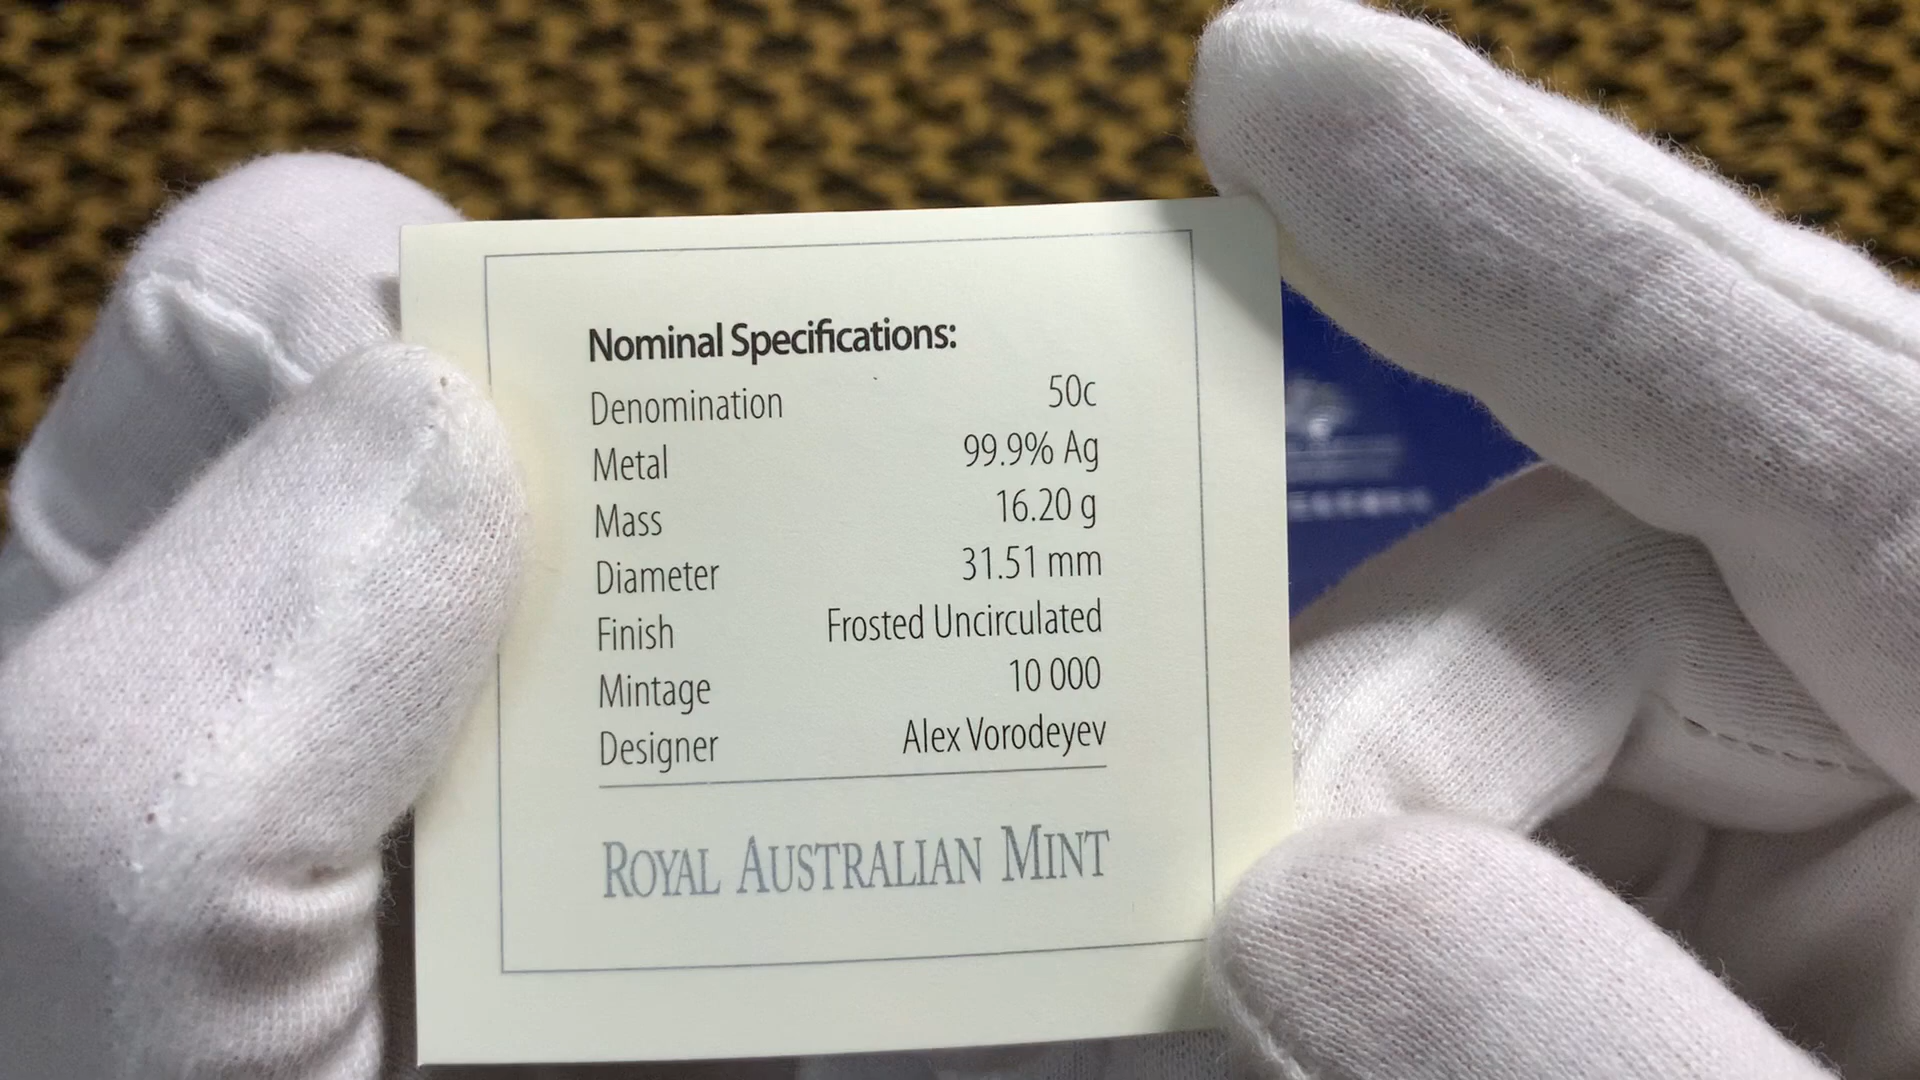 Nominal Specifications:
Denomination 50c
Metal 99.9% Ag
Mass 16.20 g
Diameter 31.51 mm
Finish Frosted Uncirculated
Mintage 10 000
Designer Alex Vorodeyev
ROYAL AUSTRALIAN MINT